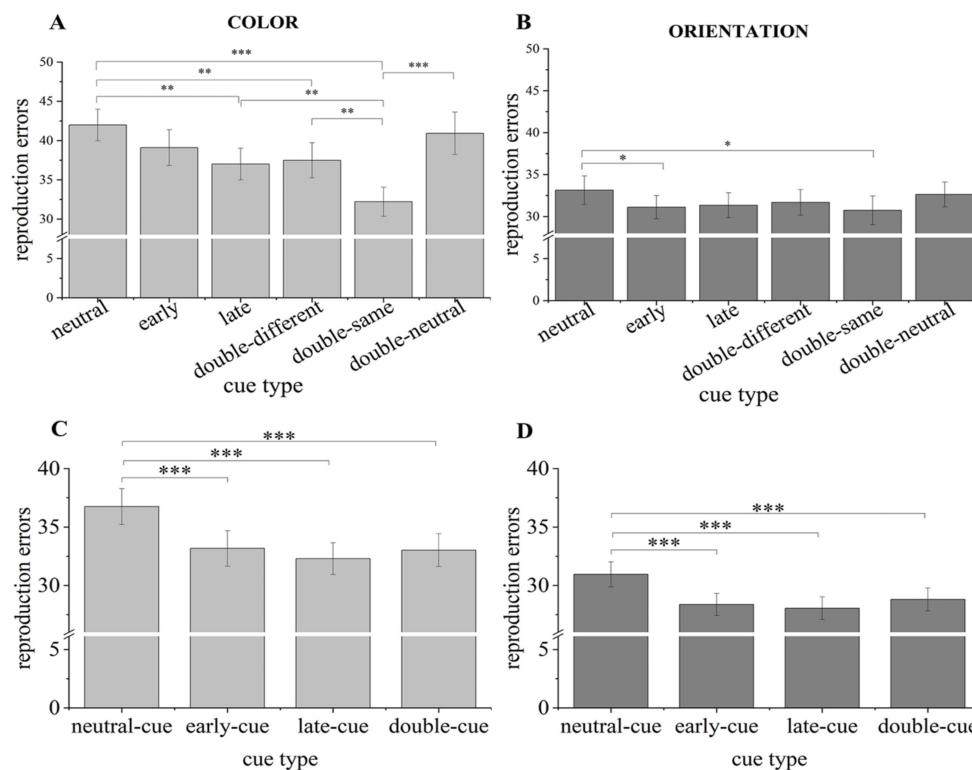 A
COLOR
reproduction errors
50
45
40
35
30
5
0
***
**
**
**
**
***
neutral
early
late
double-different
double-same
double-neutral
cue type
B
ORIENTATION
reproduction errors
50
45
40
35
30
5
0
*
*
neutral
early
late
double-different
double-same
double-neutral
cue type
C
reproduction errors
40
35
30
5
0
***
***
***
neutral-cue
early-cue
late-cue
double-cue
cue type
D
reproduction errors
40
35
30
5
0
***
***
***
neutral-cue
early-cue
late-cue
double-cue
cue type